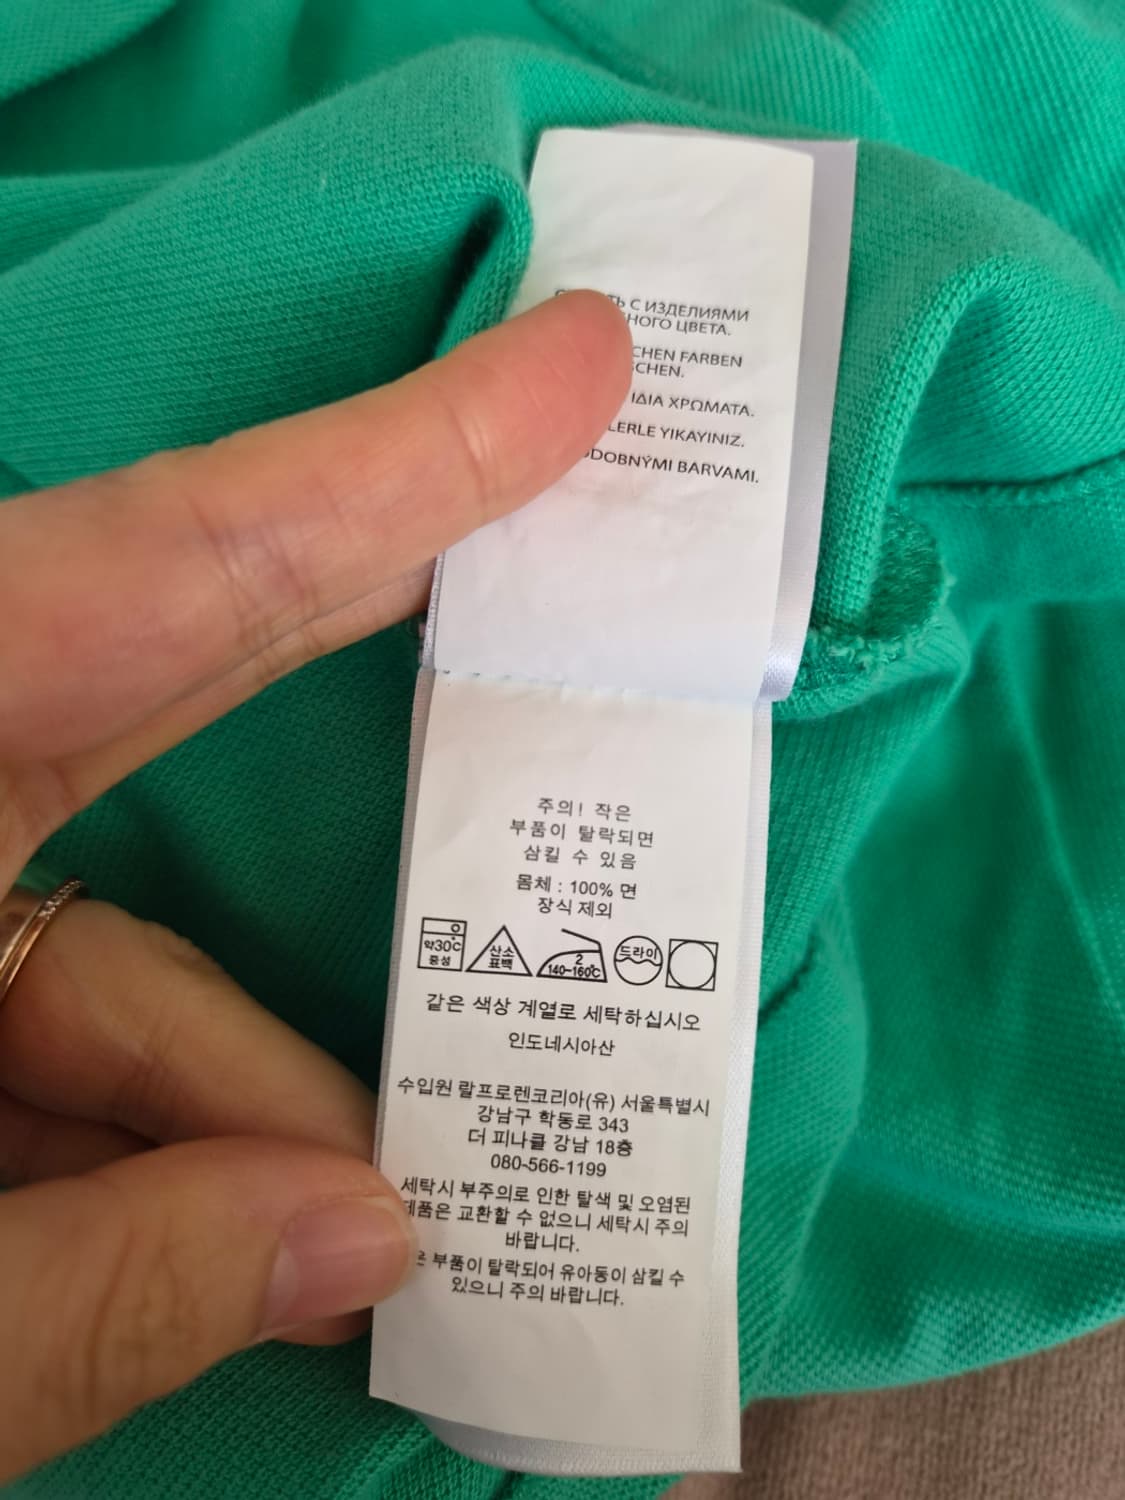 С ИЗДЕЛИЯМИ
ЦВЕТА.
FARBEN
ΙΔΙΑ ΧΡΩΜΑΤΑ.
YIKAYINIZ.
BARVAMI.
주의! 작은
부품이 탈락되면
삼킬 수 있음
몸체 : 100% 면
장식 제외
약30℃
중성
산소
표백
2
140~160℃
드라이
같은 색상 계열로 세탁하십시오
인도네시아산
수입원 랄프로렌코리아(유) 서울특별시
강남구 학동로 343
더 피나클 강남 18층
080-566-1199
세탁시 부주의로 인한 탈색 및 오염된
제품은 교환할 수 없으니 세탁시 주의
바랍니다.
부품이 탈락되어 유아동이 삼킬 수
있으니 주의 바랍니다.